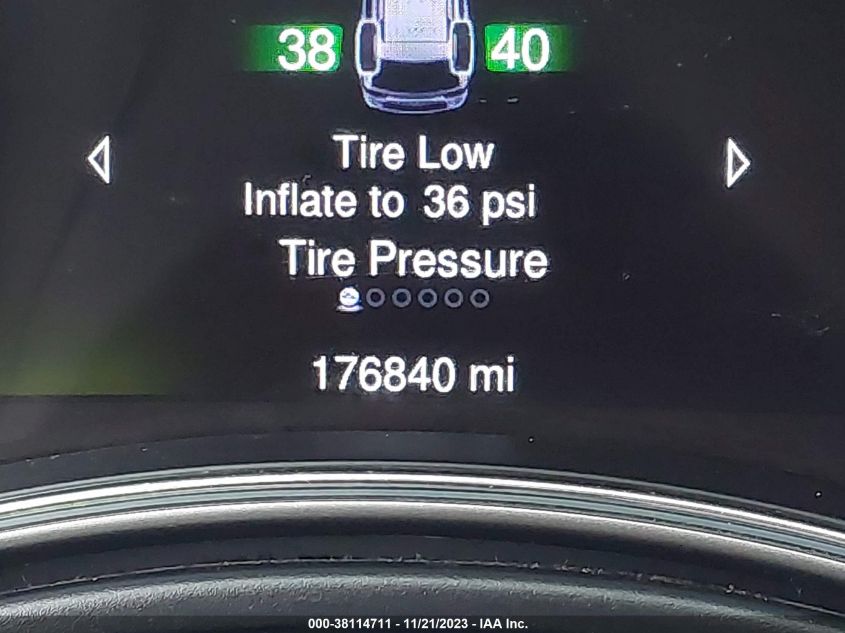 38 40
Tire Low
Inflate to 36 psi
Tire Pressure
176840 mi
000-38114711 - 11/21/2023 - IAA Inc.